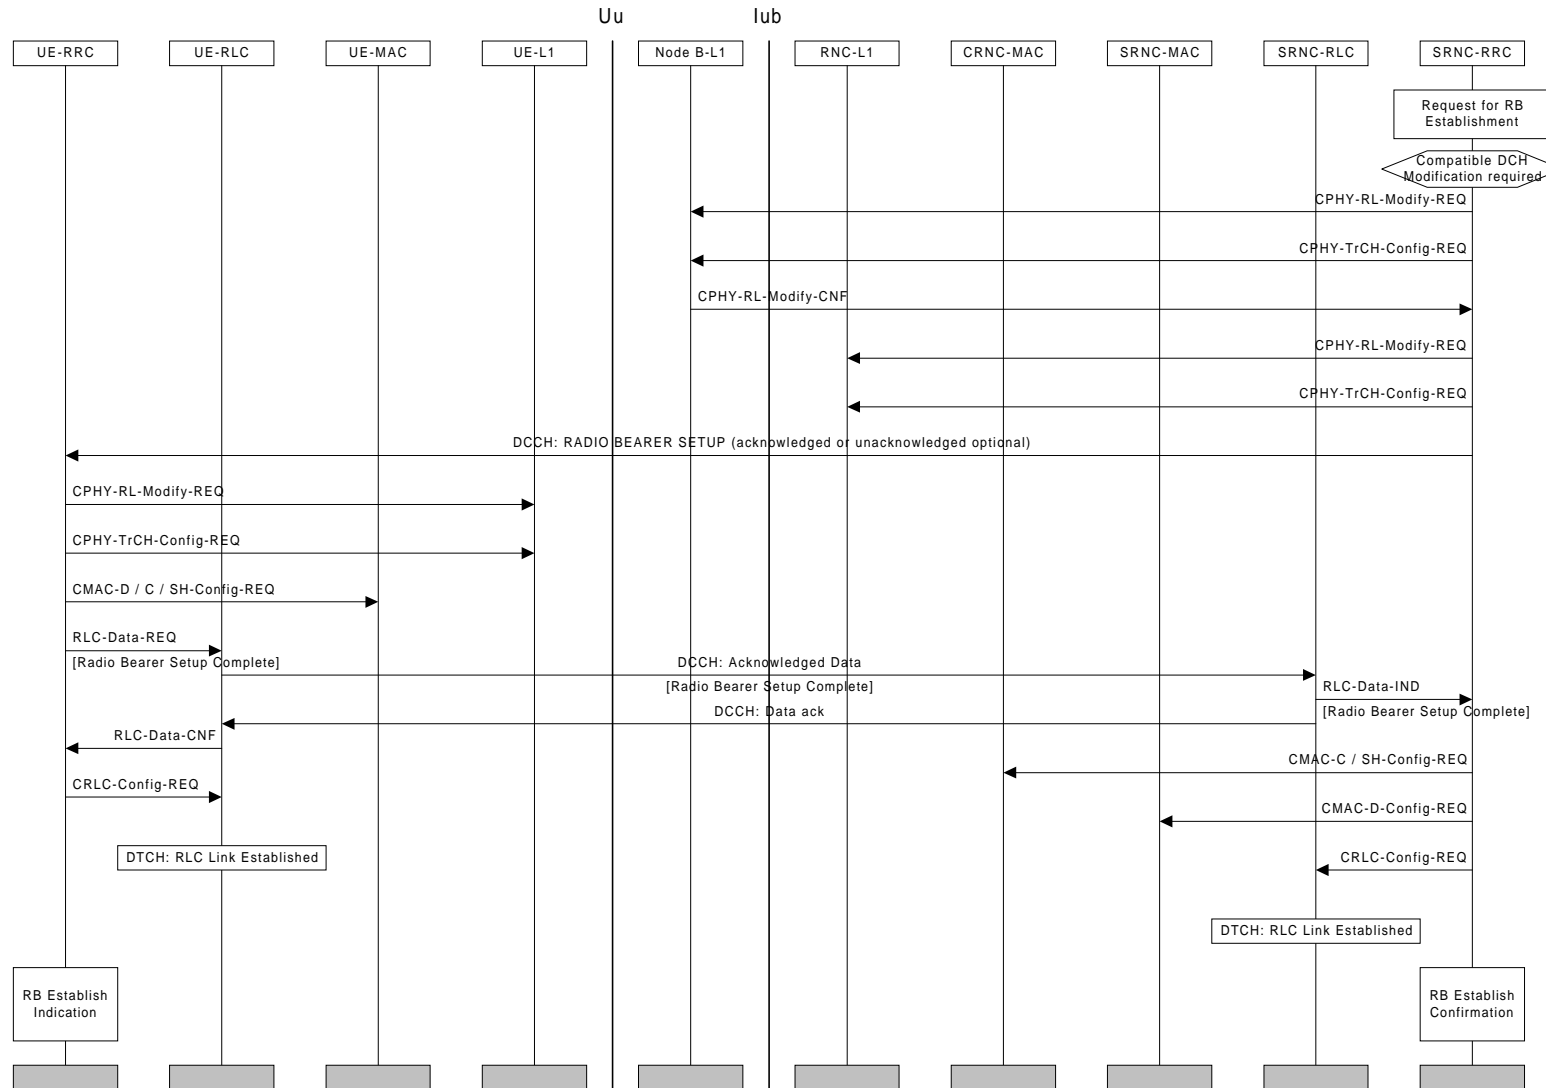 Uu
Iub
UE-RRC
UE-RLC
UE-MAC
UE-L1
Node B-L1
RNC-L1
CRNC-MAC
SRNC-MAC
SRNC-RLC
SRNC-RRC
Request for RB
Establishment
Compatible DCH
Modification required
CPHY-RL-Modify-REQ
CPHY-TrCH-Config-REQ
CPHY-RL-Modify-CNF
CPHY-RL-Modify-REQ
CPHY-TrCH-Config-REQ
DCCH: RADIO BEARER SETUP (acknowledged or unacknowledged optional)
CPHY-RL-Modify-REQ
CPHY-TrCH-Config-REQ
CMAC-D / C / SH-Config-REQ
RLC-Data-REQ
[Radio Bearer Setup Complete]
DCCH: Acknowledged Data
[Radio Bearer Setup Complete]
RLC-Data-IND
[Radio Bearer Setup Complete]
DCCH: Data ack
RLC-Data-CNF
CMAC-C / SH-Config-REQ
CRLC-Config-REQ
CMAC-D-Config-REQ
DTCH: RLC Link Established
CRLC-Config-REQ
DTCH: RLC Link Established
RB Establish
Indication
RB Establish
Confirmation